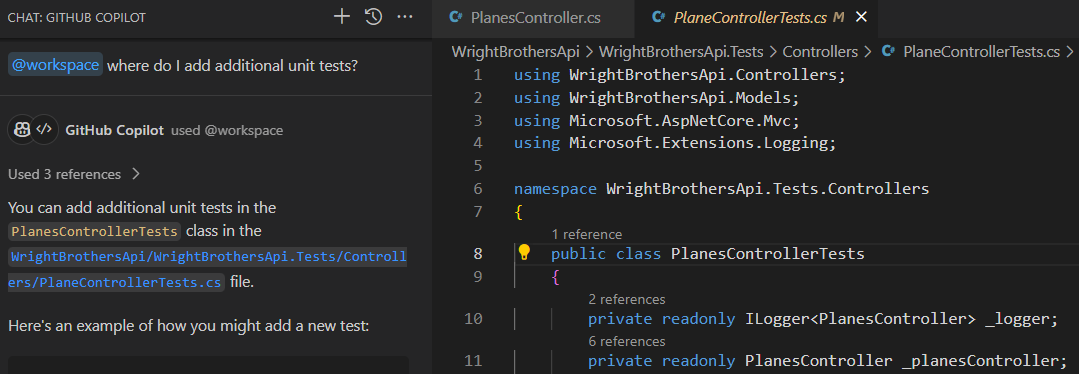 CHAT: GITHUB COPILOT
@workspace where do I add additional unit tests?
GitHub Copilot used @workspace
Used 3 references
You can add additional unit tests in the
PlanesControllerTests class in the
WrightBrothersApi/WrightBrothersApi.Tests/Controll
ers/PlaneControllerTests.cs file.
Here's an example of how you might add a new test:
C# PlanesController.cs
C# PlaneControllerTests.cs M
WrightBrothersApi > WrightBrothersApi.Tests > Controllers > C# PlaneControllerTests.cs >
1 using WrightBrothersApi.Controllers;
2 using WrightBrothersApi.Models;
3 using Microsoft.AspNetCore.Mvc;
4 using Microsoft.Extensions.Logging;
5
6 namespace WrightBrothersApi.Tests.Controllers
7 {
1 reference
8 public class PlanesControllerTests
9 {
2 references
10 private readonly ILogger<PlanesController> _logger;
6 references
11 private readonly PlanesController _planesController;